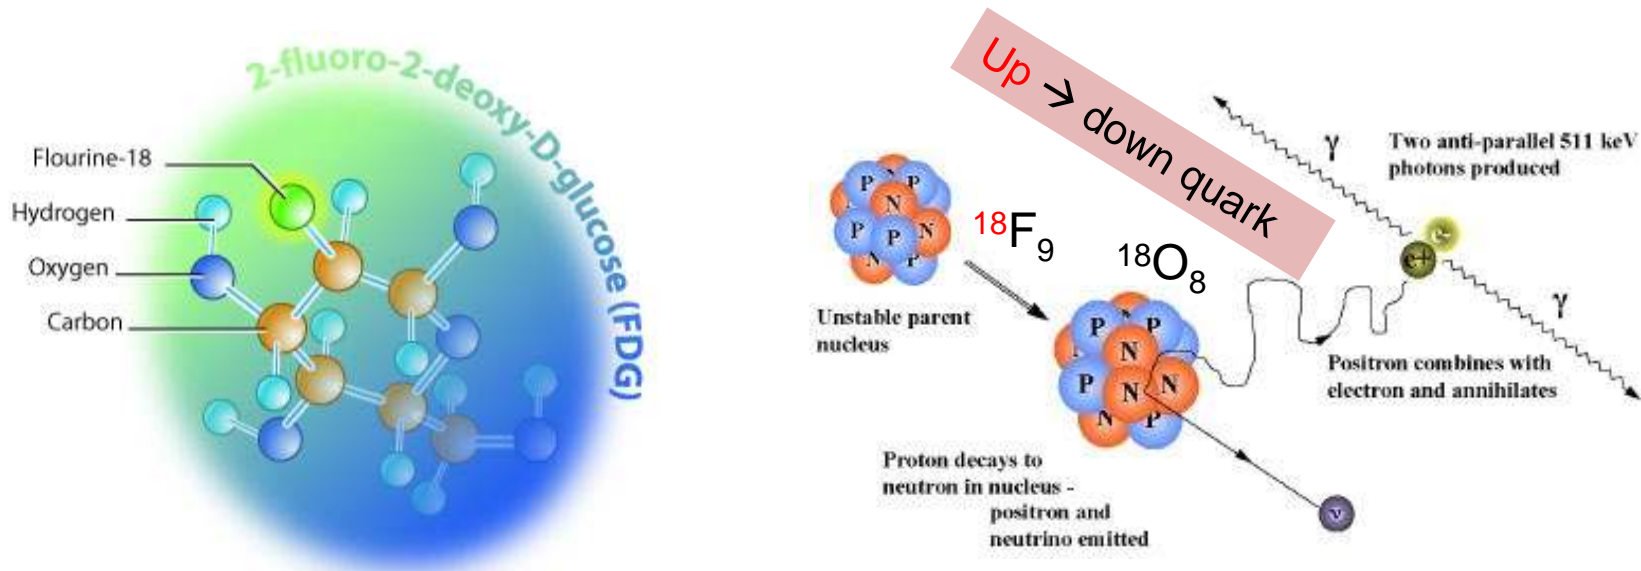 2-fluoro-2-deoxy-D-glucose (FDG)
Flourine-18
Hydrogen
Oxygen
Carbon
Up → down quark
γ
Two anti-parallel 511 keV
photons produced
P
P
N
P
P
N
N
P
¹⁸F₉
¹⁸O₈
Unstable parent
nucleus
e-
e+
γ
P
P
N
P
N
N
N
P
Positron combines with
electron and annihilates
Proton decays to
neutron in nucleus -
positron and
neutrino emitted
ν